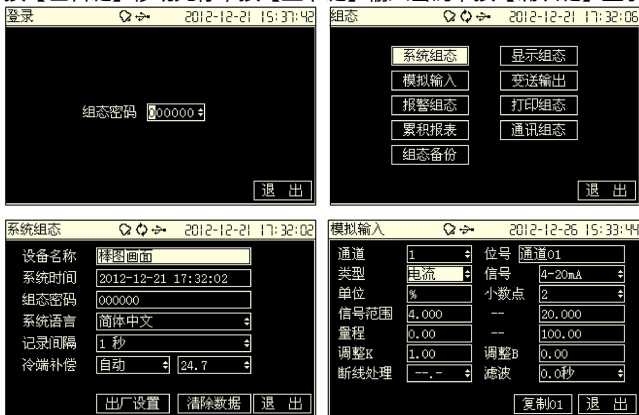 登录 2012-12-21 15:37:42
组态密码 000000
退 出
组态 2012-12-21 17:32:06
系统组态 显示组态
模拟输入 变送输出
报警组态 打印组态
累积报表 通讯组态
组态备份
退 出
系统组态 2012-12-21 17:32:02
设备名称 棒图画面
系统时间 2012-12-21 17:32:02
组态密码 000000
系统语言 简体中文
记录间隔 1 秒
冷端补偿 自动 24.7
出厂设置 清除数据 退 出
模拟输入 2012-12-26 15:33:44
通道 1 位号 通道01
类型 电流 信号 4-20mA
单位 % 小数点 2
信号范围 4.000 -- 20.000
量程 0.00 -- 100.00
调整K 1.00 调整B 0.00
断线处理 --.- 滤波 0.0秒
复制01 退 出